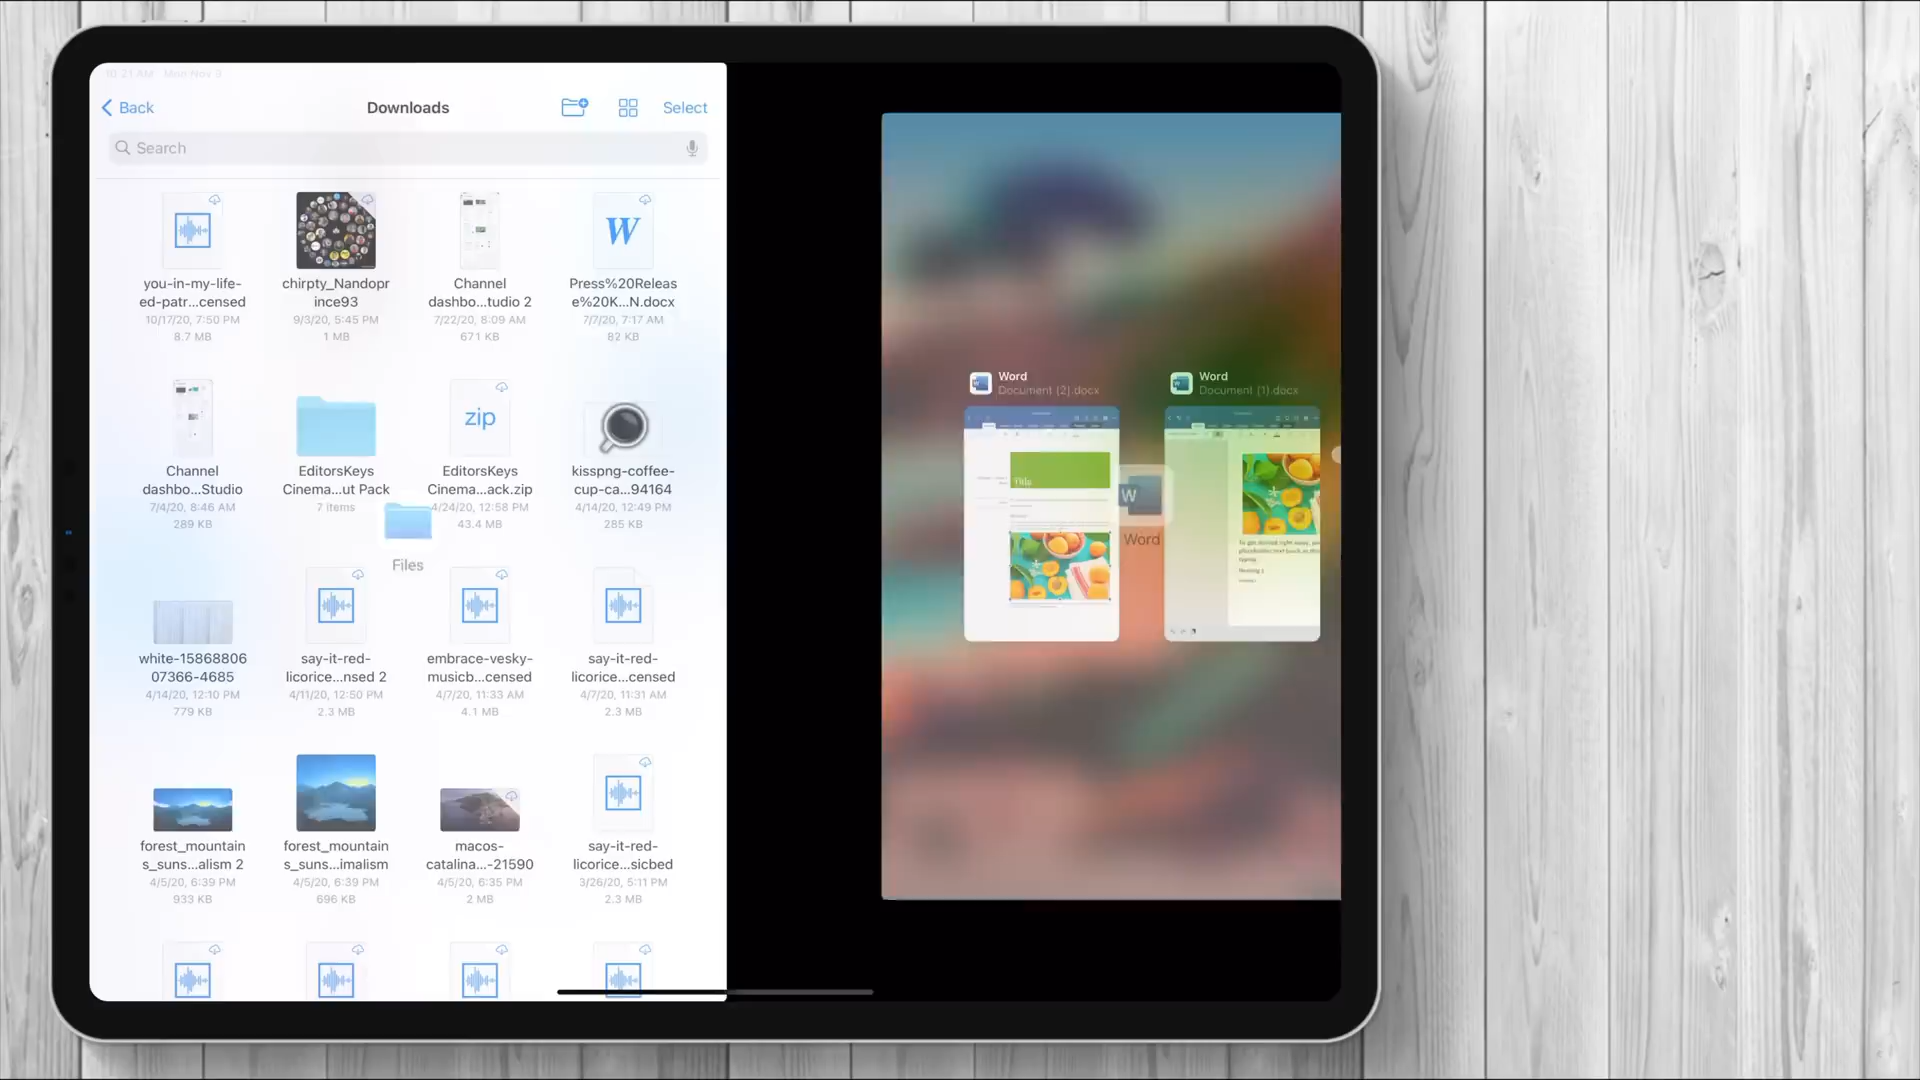 10:21 AM Mon Nov 3
Back
Downloads
Select
Search
you-in-my-life-
ed-patr...censed
10/17/20, 7:50 PM
8.7 MB
chirpty_Nandopr
ince93
9/3/20, 5:45 PM
1 MB
Channel
dashbo...tudio 2
7/22/20, 8:09 AM
671 KB
W
Press%20Releas
e%20K...N.docx
7/7/20, 7:17 AM
82 KB
Channel
dashbo...Studio
7/4/20, 8:46 AM
289 KB
EditorsKeys
Cinema...ut Pack
7 items
zip
EditorsKeys
Cinema...ack.zip
4/24/20, 12:58 PM
43.4 MB
kisspng-coffee-
cup-ca...94164
4/14/20, 12:49 PM
285 KB
Files
white-15868806
07366-4685
4/14/20, 12:10 PM
779 KB
say-it-red-
licorice...nsed 2
4/11/20, 12:50 PM
2.3 MB
embrace-vesky-
musicb...censed
4/7/20, 11:33 AM
4.1 MB
say-it-red-
licorice...censed
4/7/20, 11:31 AM
2.3 MB
forest_mountain
s_suns...alism 2
4/5/20, 6:39 PM
933 KB
forest_mountain
s_suns...imalism
4/5/20, 6:39 PM
696 KB
macos-
catalina...-21590
4/5/20, 6:35 PM
2 MB
say-it-red-
licorice...sicbed
3/26/20, 5:11 PM
2.3 MB
Word
Document (2).docx
Title
W
Word
Word
Document (1).docx
Heading 1